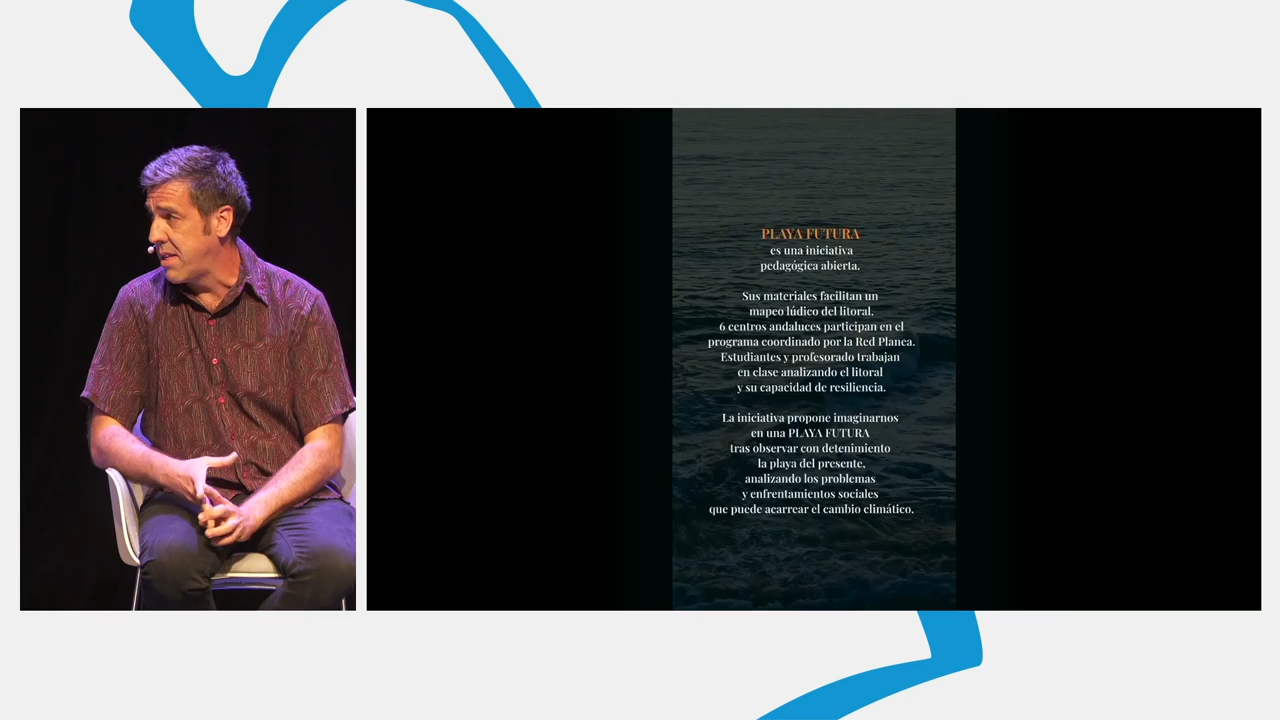 PLAYA FUTURA
es una iniciativa
pedagógica abierta.
Sus materiales facilitan un
mapeo lúdico del litoral.
6 centros andaluces participan en el
programa coordinado por la Red Planea.
Estudiantes y profesorado trabajan
en clase analizando el litoral
y su capacidad de resiliencia.
La iniciativa propone imaginarnos
en una PLAYA FUTURA
tras observar con detenimiento
la playa del presente,
analizando los problemas
y enfrentamientos sociales
que puede acarrear el cambio climático.